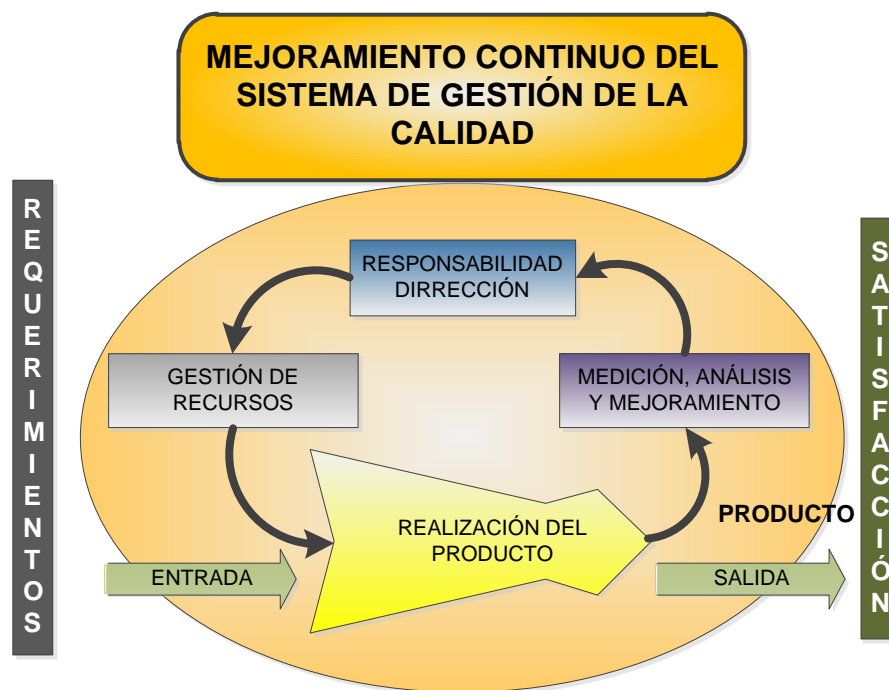 MEJORAMIENTO CONTINUO DEL
SISTEMA DE GESTIÓN DE LA
CALIDAD
REQUERIMIENTOS
RESPONSABILIDAD
DIRRECCIÓN
GESTIÓN DE
RECURSOS
MEDICIÓN, ANÁLISIS
Y MEJORAMIENTO
REALIZACIÓN DEL
PRODUCTO
PRODUCTO
ENTRADA
SALIDA
SATISFACCIÓN